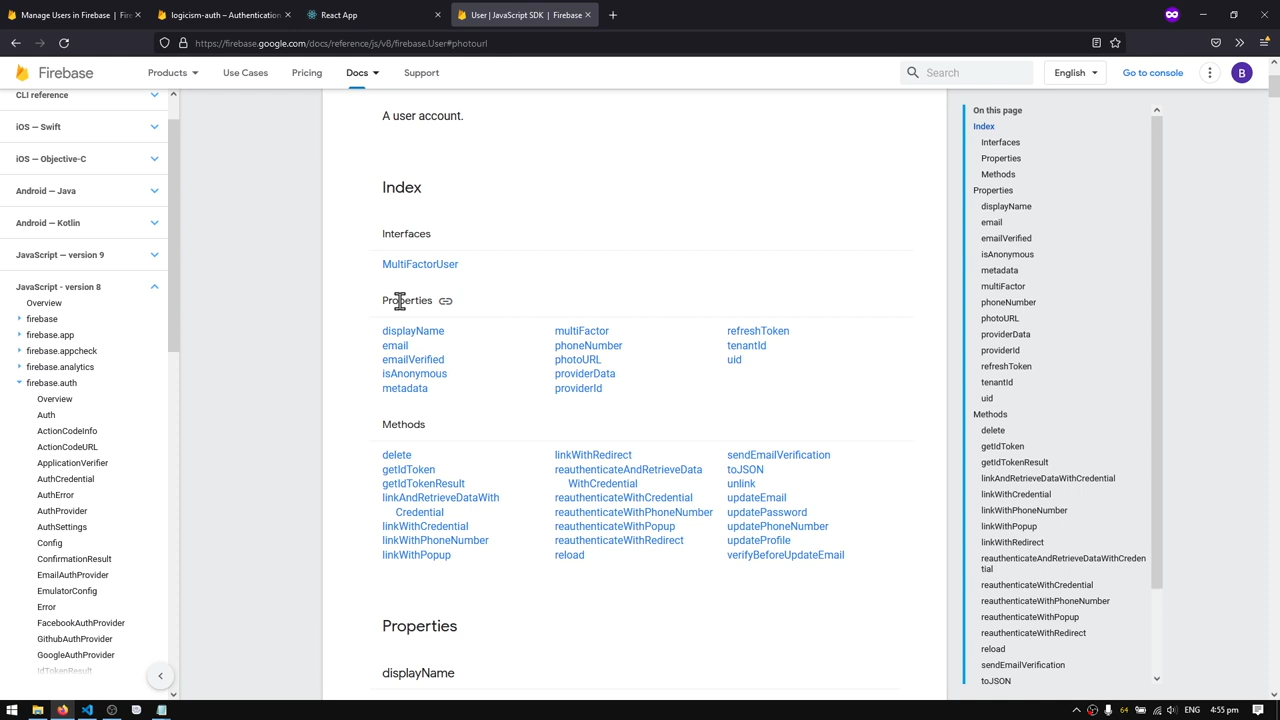 Manage Users in Firebase | Fire
logicism-auth – Authentication
React App
User | JavaScript SDK | Firebase
https://firebase.google.com/docs/reference/js/v8/firebase.User#photourl
Firebase
Products
Use Cases
Pricing
Docs
Support
Search
English
Go to console
B
CLI reference
iOS — Swift
iOS — Objective-C
Android — Java
Android — Kotlin
JavaScript — version 9
JavaScript - version 8
Overview
firebase
firebase.app
firebase.appcheck
firebase.analytics
firebase.auth
Overview
Auth
ActionCodeInfo
ActionCodeURL
ApplicationVerifier
AuthCredential
AuthError
AuthProvider
AuthSettings
Config
ConfirmationResult
EmailAuthProvider
EmulatorConfig
Error
FacebookAuthProvider
GithubAuthProvider
GoogleAuthProvider
IdTokenResult
A user account.
Index
Interfaces
MultiFactorUser
Properties
displayName
email
emailVerified
isAnonymous
metadata
multiFactor
phoneNumber
photoURL
providerData
providerId
refreshToken
tenantId
uid
Methods
delete
getIdToken
getIdTokenResult
linkAndRetrieveDataWith
Credential
linkWithCredential
linkWithPhoneNumber
linkWithPopup
linkWithRedirect
reauthenticateAndRetrieveData
WithCredential
reauthenticateWithCredential
reauthenticateWithPhoneNumber
reauthenticateWithPopup
reauthenticateWithRedirect
reload
sendEmailVerification
toJSON
unlink
updateEmail
updatePassword
updatePhoneNumber
updateProfile
verifyBeforeUpdateEmail
Properties
displayName
On this page
Index
Interfaces
Properties
Methods
Properties
displayName
email
emailVerified
isAnonymous
metadata
multiFactor
phoneNumber
photoURL
providerData
providerId
refreshToken
tenantId
uid
Methods
delete
getIdToken
getIdTokenResult
linkAndRetrieveDataWithCredential
linkWithCredential
linkWithPhoneNumber
linkWithPopup
linkWithRedirect
reauthenticateAndRetrieveDataWithCreden
tial
reauthenticateWithCredential
reauthenticateWithPhoneNumber
reauthenticateWithPopup
reauthenticateWithRedirect
reload
sendEmailVerification
toJSON
64
ENG
4:55 pm